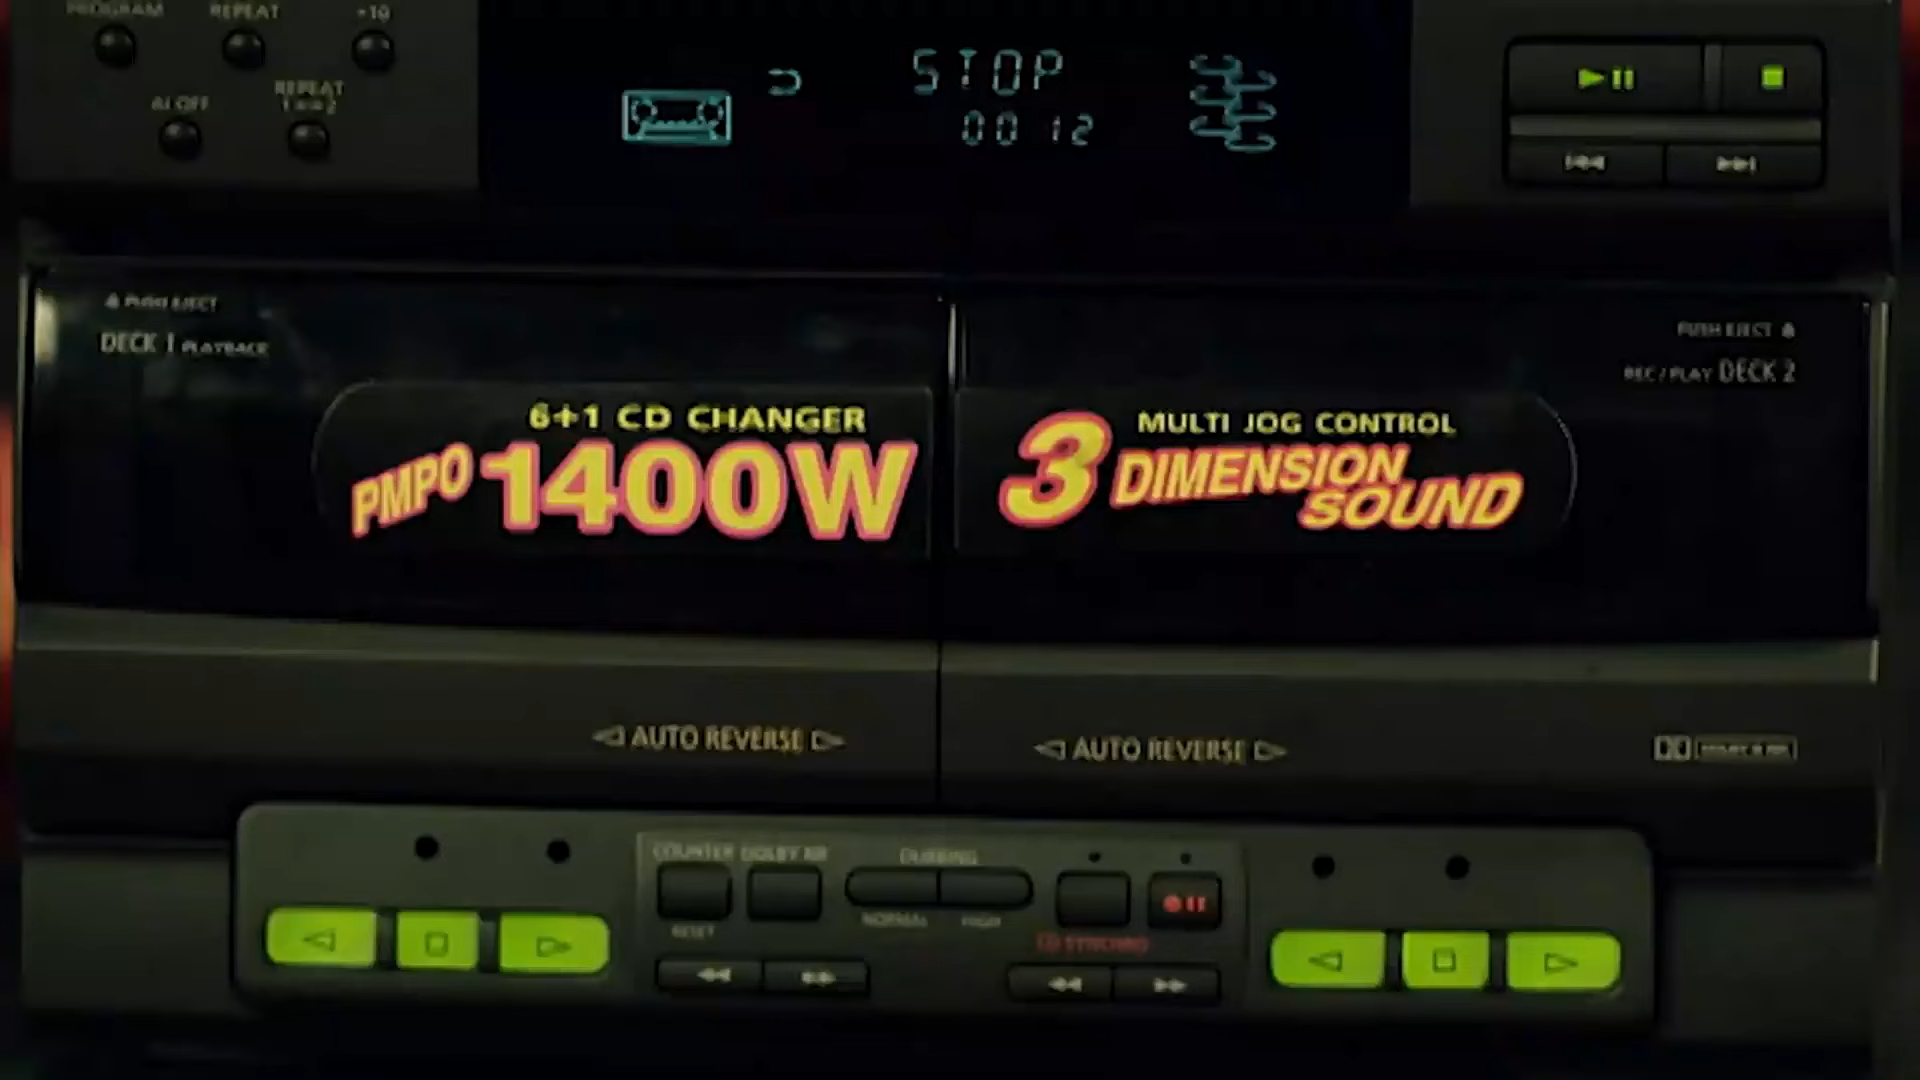 PROGRAM REPEAT +10
AI OFF REPEAT
STOP
00 12
PUSH EJECT
DECK 1 PLAYBACK
PUSH EJECT
REC/PLAY DECK 2
6+1 CD CHANGER
PMPO 1400W
MULTI JOG CONTROL
3 DIMENSION
SOUND
AUTO REVERSE
AUTO REVERSE
COUNTER DOLBY NR DUBBING
RESET NORMAL HIGH
CD SYNCHRO